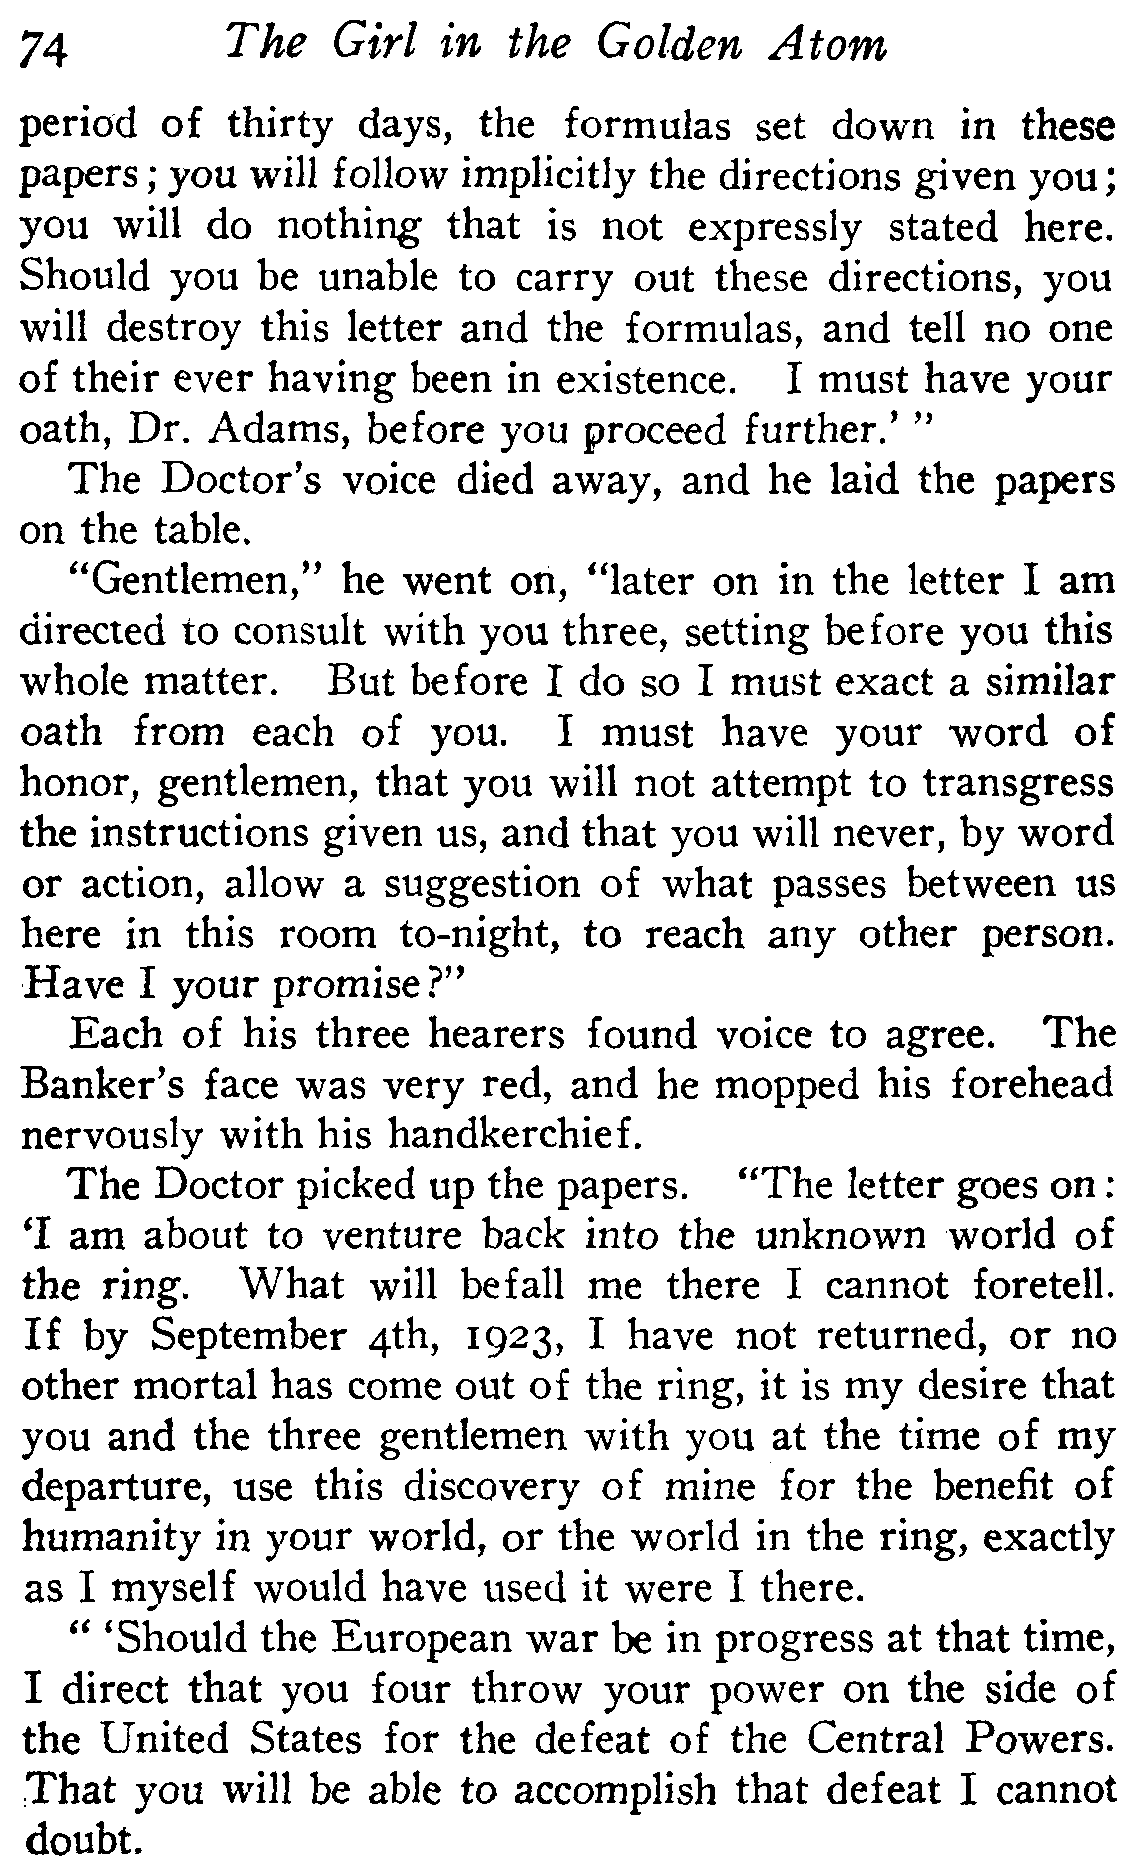 74 The Girl in the Golden Atom
period of thirty days, the formulas set down in these
papers; you will follow implicitly the directions given you;
you will do nothing that is not expressly stated here.
Should you be unable to carry out these directions, you
will destroy this letter and the formulas, and tell no one
of their ever having been in existence. I must have your
oath, Dr. Adams, before you proceed further.' ”
The Doctor's voice died away, and he laid the papers
on the table.
“Gentlemen,” he went on, “later on in the letter I am
directed to consult with you three, setting before you this
whole matter. But before I do so I must exact a similar
oath from each of you. I must have your word of
honor, gentlemen, that you will not attempt to transgress
the instructions given us, and that you will never, by word
or action, allow a suggestion of what passes between us
here in this room to-night, to reach any other person.
Have I your promise?”
Each of his three hearers found voice to agree. The
Banker's face was very red, and he mopped his forehead
nervously with his handkerchief.
The Doctor picked up the papers. “The letter goes on:
‘I am about to venture back into the unknown world of
the ring. What will befall me there I cannot foretell.
If by September 4th, 1923, I have not returned, or no
other mortal has come out of the ring, it is my desire that
you and the three gentlemen with you at the time of my
departure, use this discovery of mine for the benefit of
humanity in your world, or the world in the ring, exactly
as I myself would have used it were I there.
“ ‘Should the European war be in progress at that time,
I direct that you four throw your power on the side of
the United States for the defeat of the Central Powers.
That you will be able to accomplish that defeat I cannot
doubt.